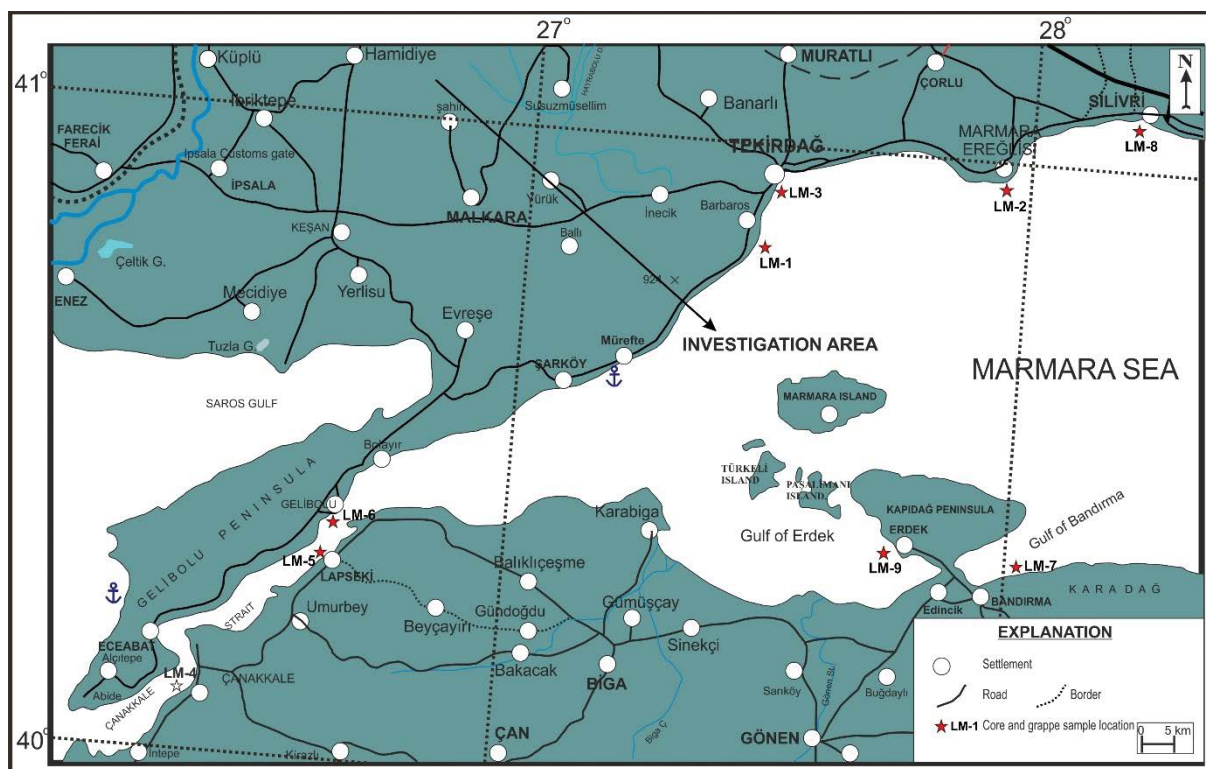 27°
28°
41°
40°
Küplü
Hamidiye
MURATLI
ÇORLU
N
HAYRABOLU D.
Susuzmüsellim
Banarlı
SİLİVRİ
LM-8
İbriktepe
şahin
FARECİK
FERAİ
İpsala Customs gate
İPSALA
MARMARA
EREĞLİSİ
LM-2
TEKİRDAĞ
LM-3
Yürük
MALKARA
İnecik
Barbaros
KEŞAN
Ballı
LM-1
Çeltik G.
ENEZ
Mecidiye
Yerlisu
924
Evreşe
Tuzla G.
Mürefte
INVESTIGATION AREA
ŞARKÖY
MARMARA SEA
MARMARA ISLAND
SAROS GULF
Bolayır
TÜRKELİ
ISLAND
PAŞALİMANI
ISLAND.
GELİBOLU PENINSULA
GELİBOLU
LM-6
Karabiga
KAPIDAĞ PENINSULA
ERDEK
Gulf of Erdek
Gulf of Bandırma
LM-5
LAPSEKİ
LM-9
LM-7
Balıklıçeşme
KARADAĞ
Edincik
BANDIRMA
STRAIT
Umurbey
Beyçayırı
Gündoğdu
Gümüşçay
Sinekçi
ECEABAT
Alçıtepe
Abide
LM-4
ÇANAKKALE
ÇANAKKALE
Bakacak
BİGA
Sarıköy
Gönen St.
Buğdaylı
İntepe
Kirazlı
ÇAN
Biga Ç.
GÖNEN
EXPLANATION
Settlement
Road
Border
LM-1 Core and grappe sample location
0 5 km